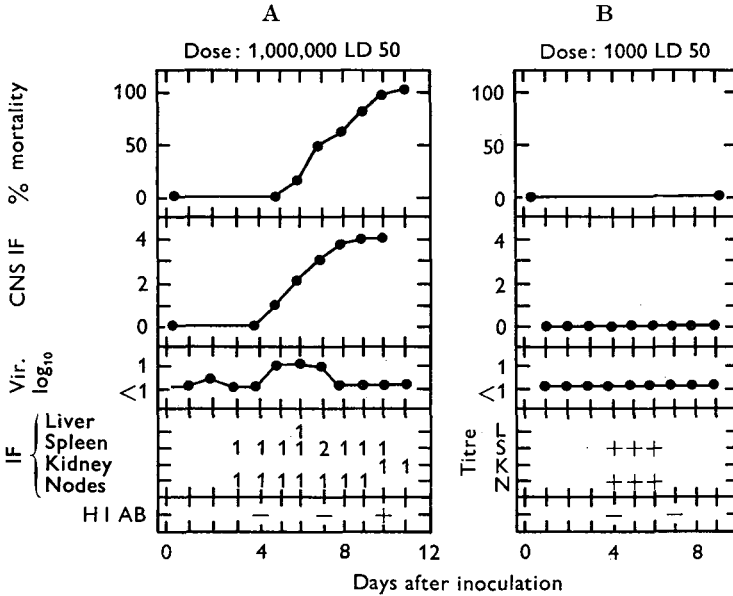 A
Dose: 1,000,000 LD 50
% mortality
100
50
0
CNS IF
4
2
0
Vir. log10
1
<1
IF
Liver
1
Spleen
1 1 1 1 2 1 1 1
Kidney
1 1
Nodes
1 1 1 1 1 1 1
H I AB
– – – +
0 4 8 12
B
Dose: 1000 LD 50
100
50
0
4
2
0
1
<1
Titre
L
S
+ + +
K
N
+ + +
– – –
0 4 8
Days after inoculation